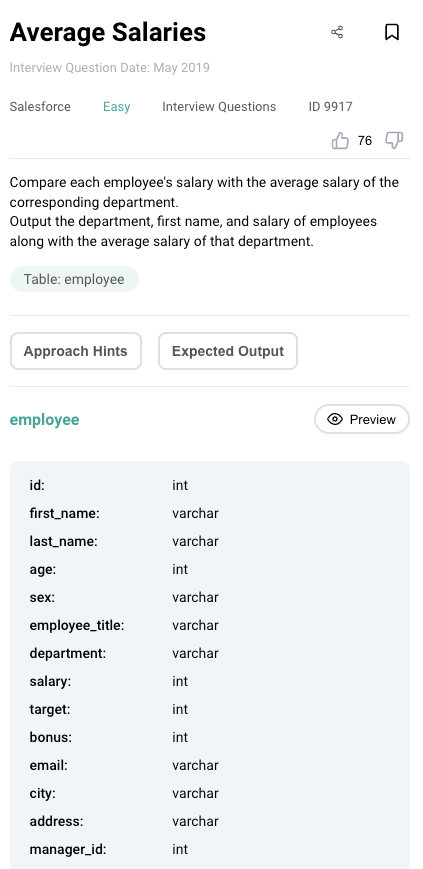 Average Salaries
Interview Question Date: May 2019
Salesforce Easy Interview Questions ID 9917
76
Compare each employee's salary with the average salary of the
corresponding department.
Output the department, first name, and salary of employees
along with the average salary of that department.
Table: employee
Approach Hints Expected Output
employee Preview
id: int
first_name: varchar
last_name: varchar
age: int
sex: varchar
employee_title: varchar
department: varchar
salary: int
target: int
bonus: int
email: varchar
city: varchar
address: varchar
manager_id: int